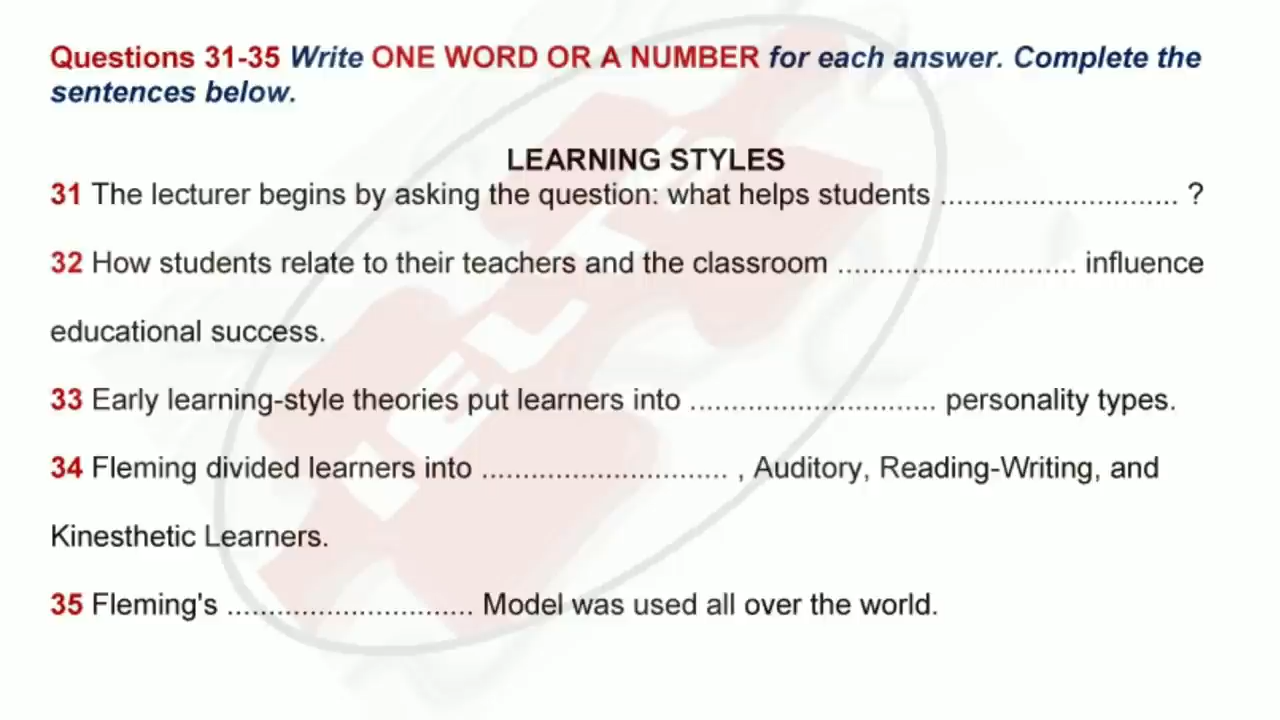 Questions 31-35 Write ONE WORD OR A NUMBER for each answer. Complete the
sentences below.
LEARNING STYLES
31 The lecturer begins by asking the question: what helps students ............................. ?
32 How students relate to their teachers and the classroom ............................. influence
educational success.
33 Early learning-style theories put learners into .............................. personality types.
34 Fleming divided learners into .............................. , Auditory, Reading-Writing, and
Kinesthetic Learners.
35 Fleming's .............................. Model was used all over the world.
IELTS